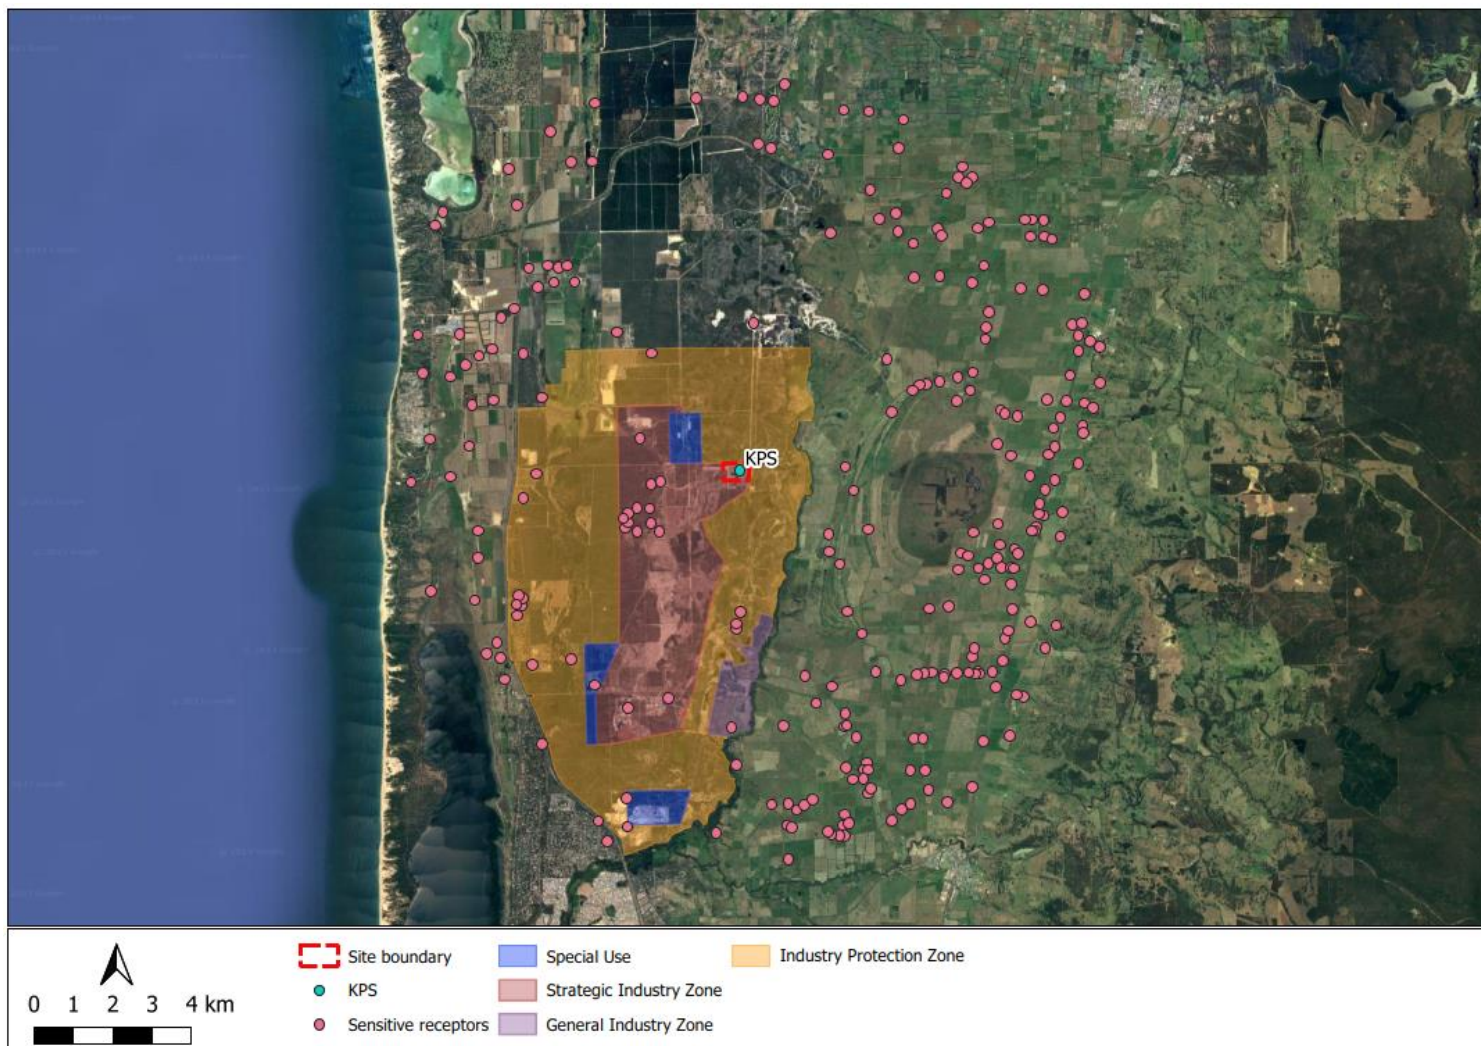 KPS
Site boundary
Special Use
Industry Protection Zone
KPS
Strategic Industry Zone
0 1 2 3 4 km
Sensitive receptors
General Industry Zone